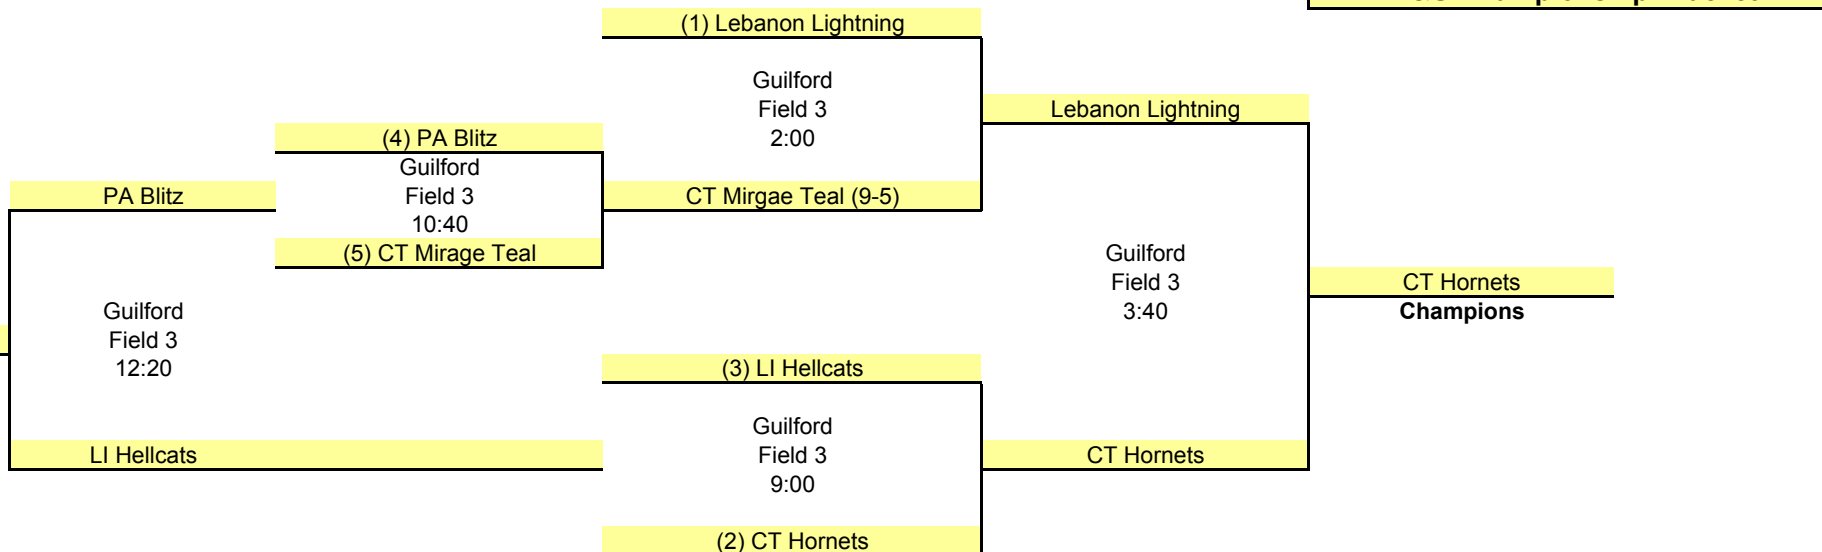 (1) Lebanon Lightning
Guilford
Field 3
2:00
Lebanon Lightning
(4) PA Blitz
Guilford
Field 3
10:40
PA Blitz
CT Mirgae Teal (9-5)
(5) CT Mirage Teal
Guilford
Field 3
3:40
CT Hornets
Champions
Guilford
Field 3
12:20
(3) LI Hellcats
Guilford
Field 3
9:00
LI Hellcats
CT Hornets
(2) CT Hornets